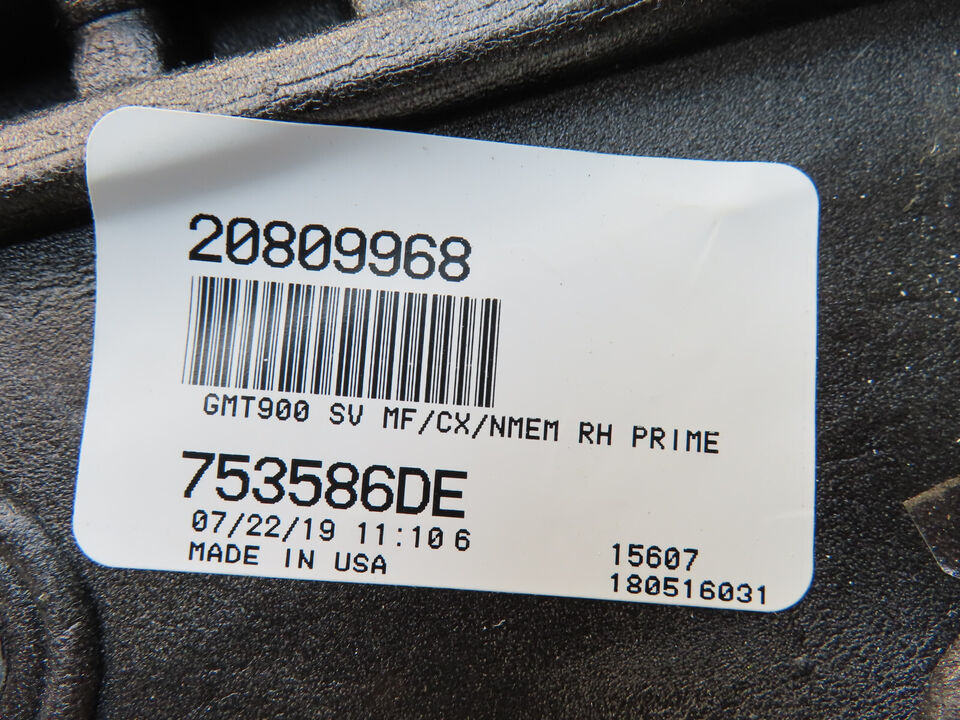 20809968
GMT900 SV MF/CX/NMEM RH PRIME
753586DE
07/22/19 11:10 6
MADE IN USA
15607
180516031